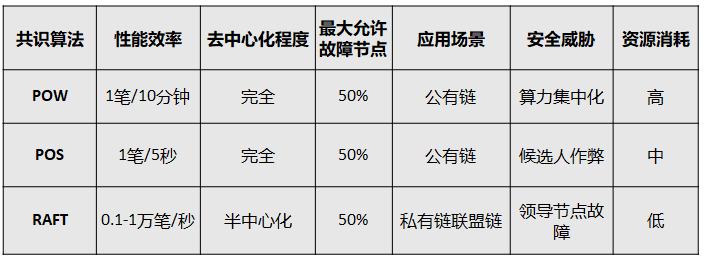 共识算法 性能效率 去中心化程度 最大允许故障节点 应用场景 安全威胁 资源消耗
POW 1笔/10分钟 完全 50% 公有链 算力集中化 高
POS 1笔/5秒 完全 50% 公有链 候选人作弊 中
RAFT 0.1-1万笔/秒 半中心化 50% 私有链联盟链 领导节点故障 低